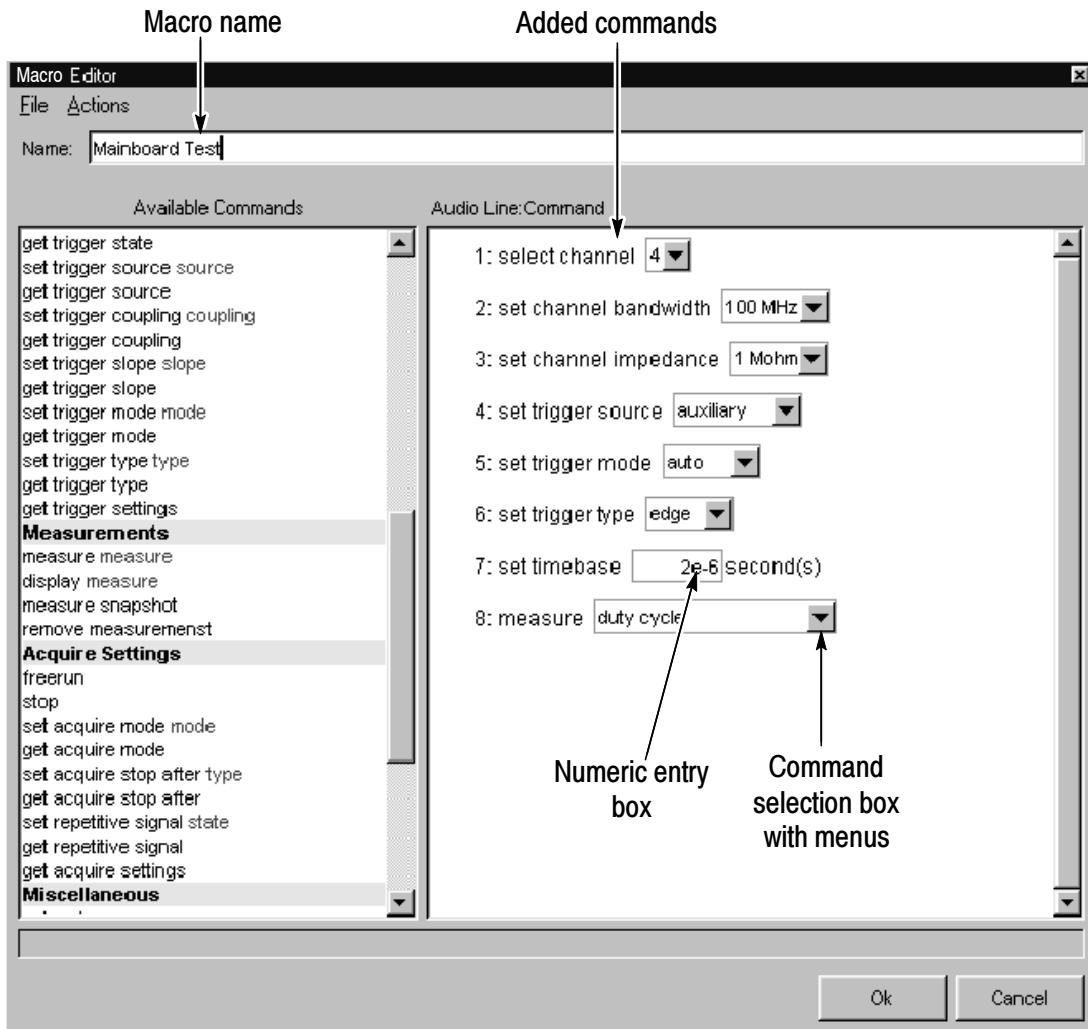 Macro name
Added commands
Macro Editor
File Actions
Name: Mainboard Test
Available Commands
Audio Line:Command
get trigger state
set trigger source source
get trigger source
set trigger coupling coupling
get trigger coupling
set trigger slope slope
get trigger slope
set trigger mode mode
get trigger mode
set trigger type type
get trigger type
get trigger settings
Measurements
measure measure
display measure
measure snapshot
remove measuremenst
Acquire Settings
freerun
stop
set acquire mode mode
get acquire mode
set acquire stop after type
get acquire stop after
set repetitive signal state
get repetitive signal
get acquire settings
Miscellaneous
1: select channel 4
2: set channel bandwidth 100 MHz
3: set channel impedance 1 Mohm
4: set trigger source auxiliary
5: set trigger mode auto
6: set trigger type edge
7: set timebase 2e-6 second(s)
8: measure duty cycle
Numeric entry
box
Command
selection box
with menus
Ok
Cancel